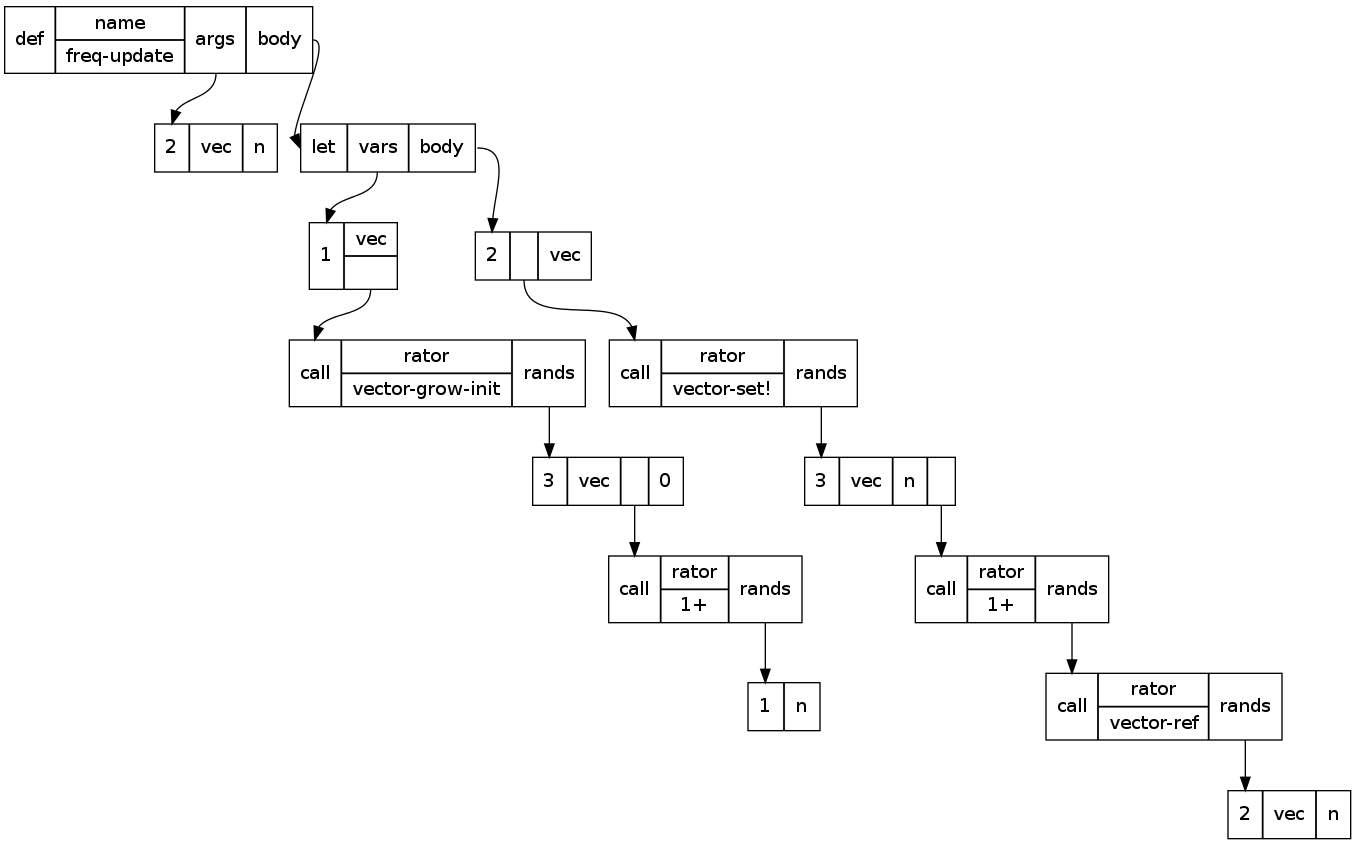 def name args body
freq-update
2 vec n
let vars body
1 vec
2 vec
call rator rands
vector-grow-init
call rator rands
vector-set!
3 vec 0
3 vec n
call rator rands
1+
call rator rands
1+
1 n
call rator rands
vector-ref
2 vec n